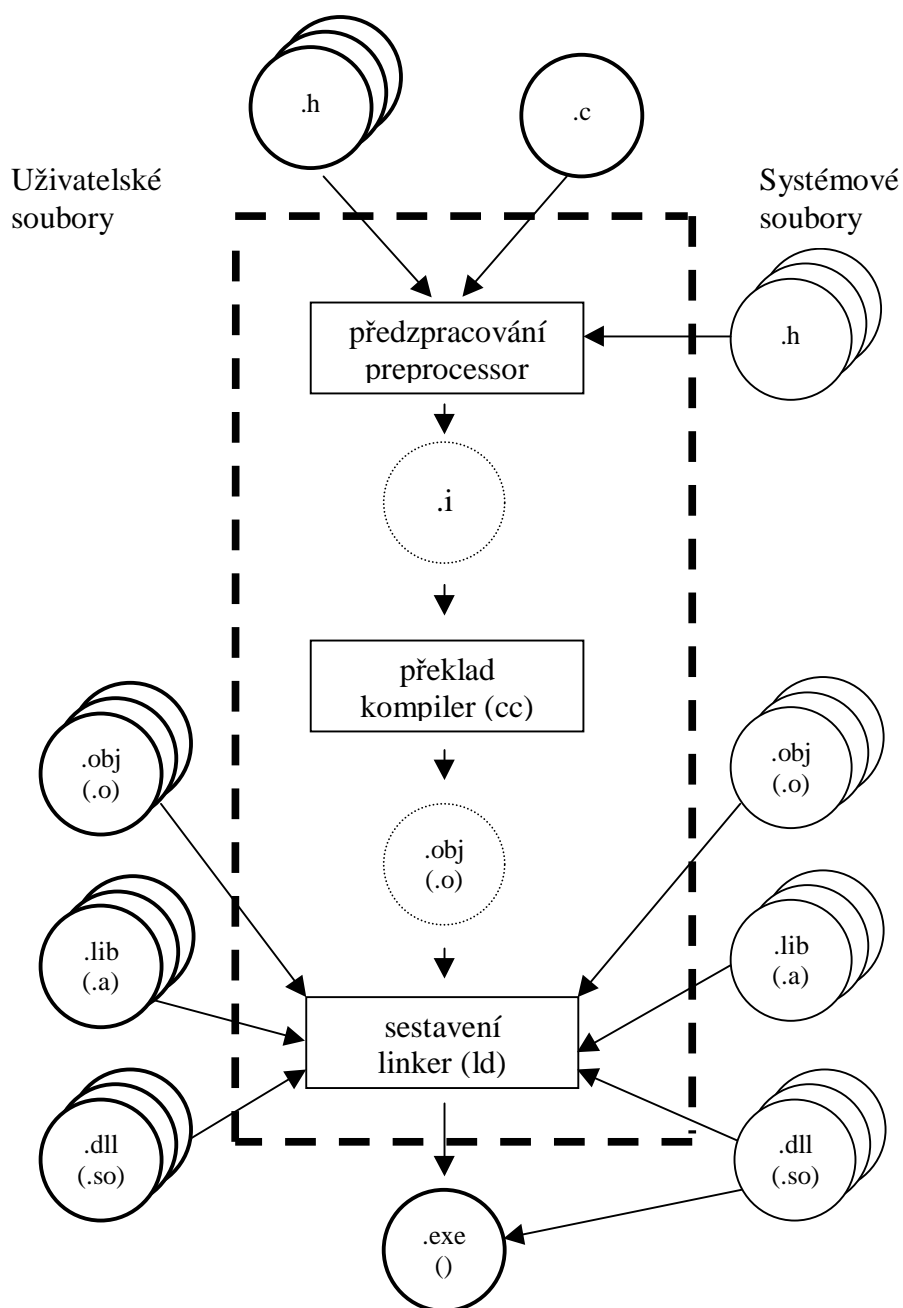 .h
.c
Uživatelské
soubory
Systémové
soubory
předzpracování
preprocessor
.h
.i
překlad
kompiler (cc)
.obj
(.o)
.obj
(.o)
.obj
(.o)
.lib
(.a)
.lib
(.a)
sestavení
linker (ld)
.dll
(.so)
.dll
(.so)
.exe
()